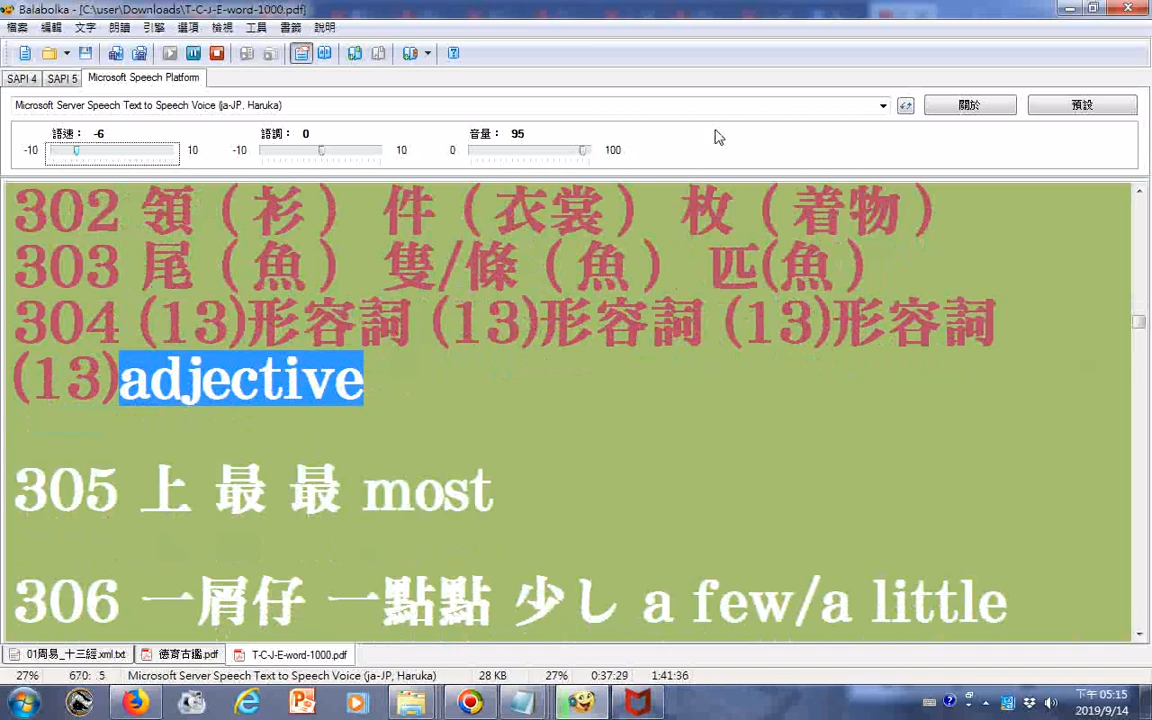 Balabolka - [C:\user\Downloads\T-C-J-E-word-1000.pdf]
檔案 編輯 文字 朗讀 引擎 選項 檢視 工具 書籤 說明
SAPI 4 SAPI 5 Microsoft Speech Platform
Microsoft Server Speech Text to Speech Voice (ja-JP, Haruka) 關於 預設
語速： -6 語調： 0 音量： 95
-10 10 -10 10 0 100
302 領（衫） 件（衣裳） 枚（着物）
303 尾（魚） 隻/條（魚） 匹(魚）
304 (13)形容詞 (13)形容詞 (13)形容詞
(13)adjective
305 上 最 最 most
306 一屑仔 一點點 少し a few/a little
01周易_十三經.xml.txt 德育古鑑.pdf T-C-J-E-word-1000.pdf
27% 670: 5 Microsoft Server Speech Text to Speech Voice (ja-JP, Haruka) 28 KB 27% 0:37:29 1:41:36
下午 05:15
2019/9/14